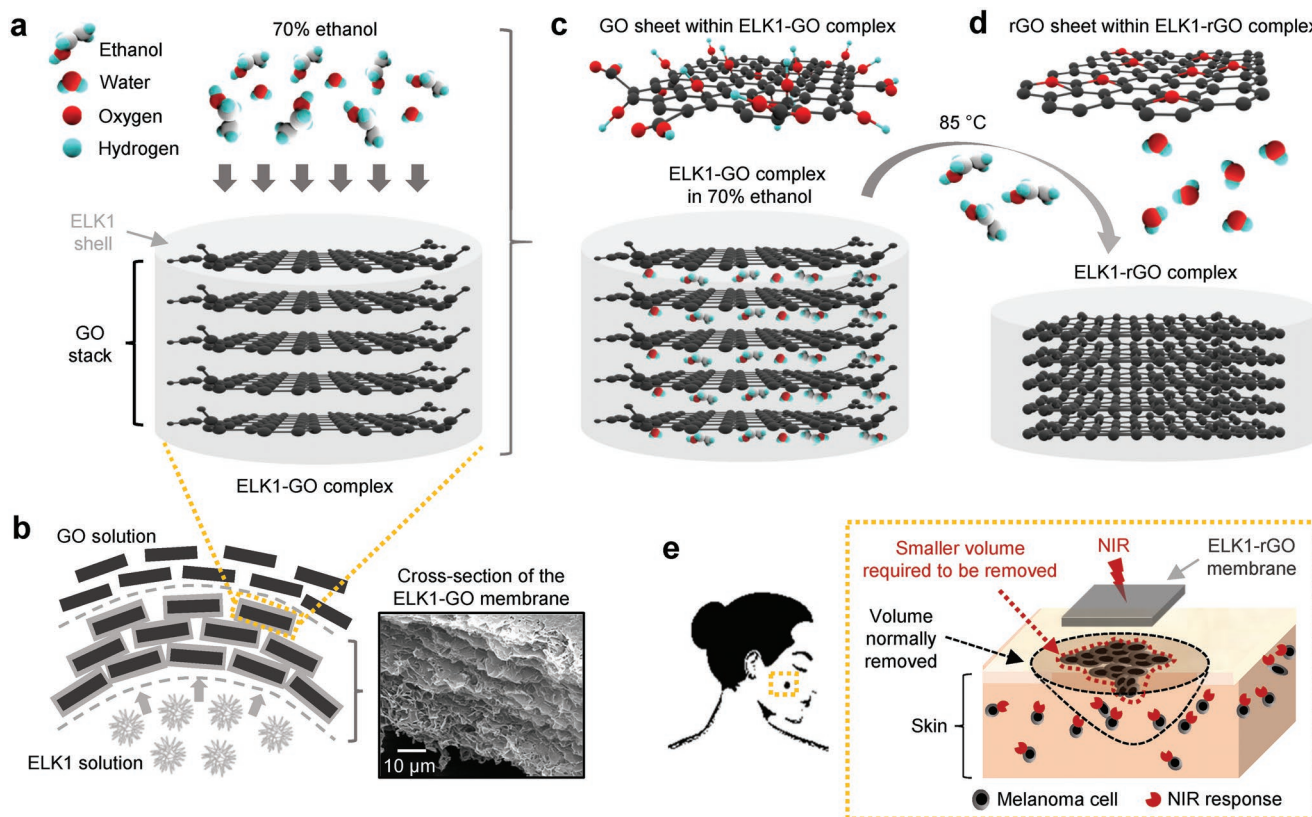 a
70% ethanol
Ethanol
Water
Oxygen
Hydrogen
ELK1
shell
GO
stack
ELK1-GO complex
b
GO solution
ELK1 solution
Cross-section of the
ELK1-GO membrane
10 µm
c
GO sheet within ELK1-GO complex
ELK1-GO complex
in 70% ethanol
85 °C
d
rGO sheet within ELK1-rGO complex
ELK1-rGO complex
e
Smaller volume
required to be removed
NIR
ELK1-rGO
membrane
Volume
normally
removed
Skin
Melanoma cell
NIR response